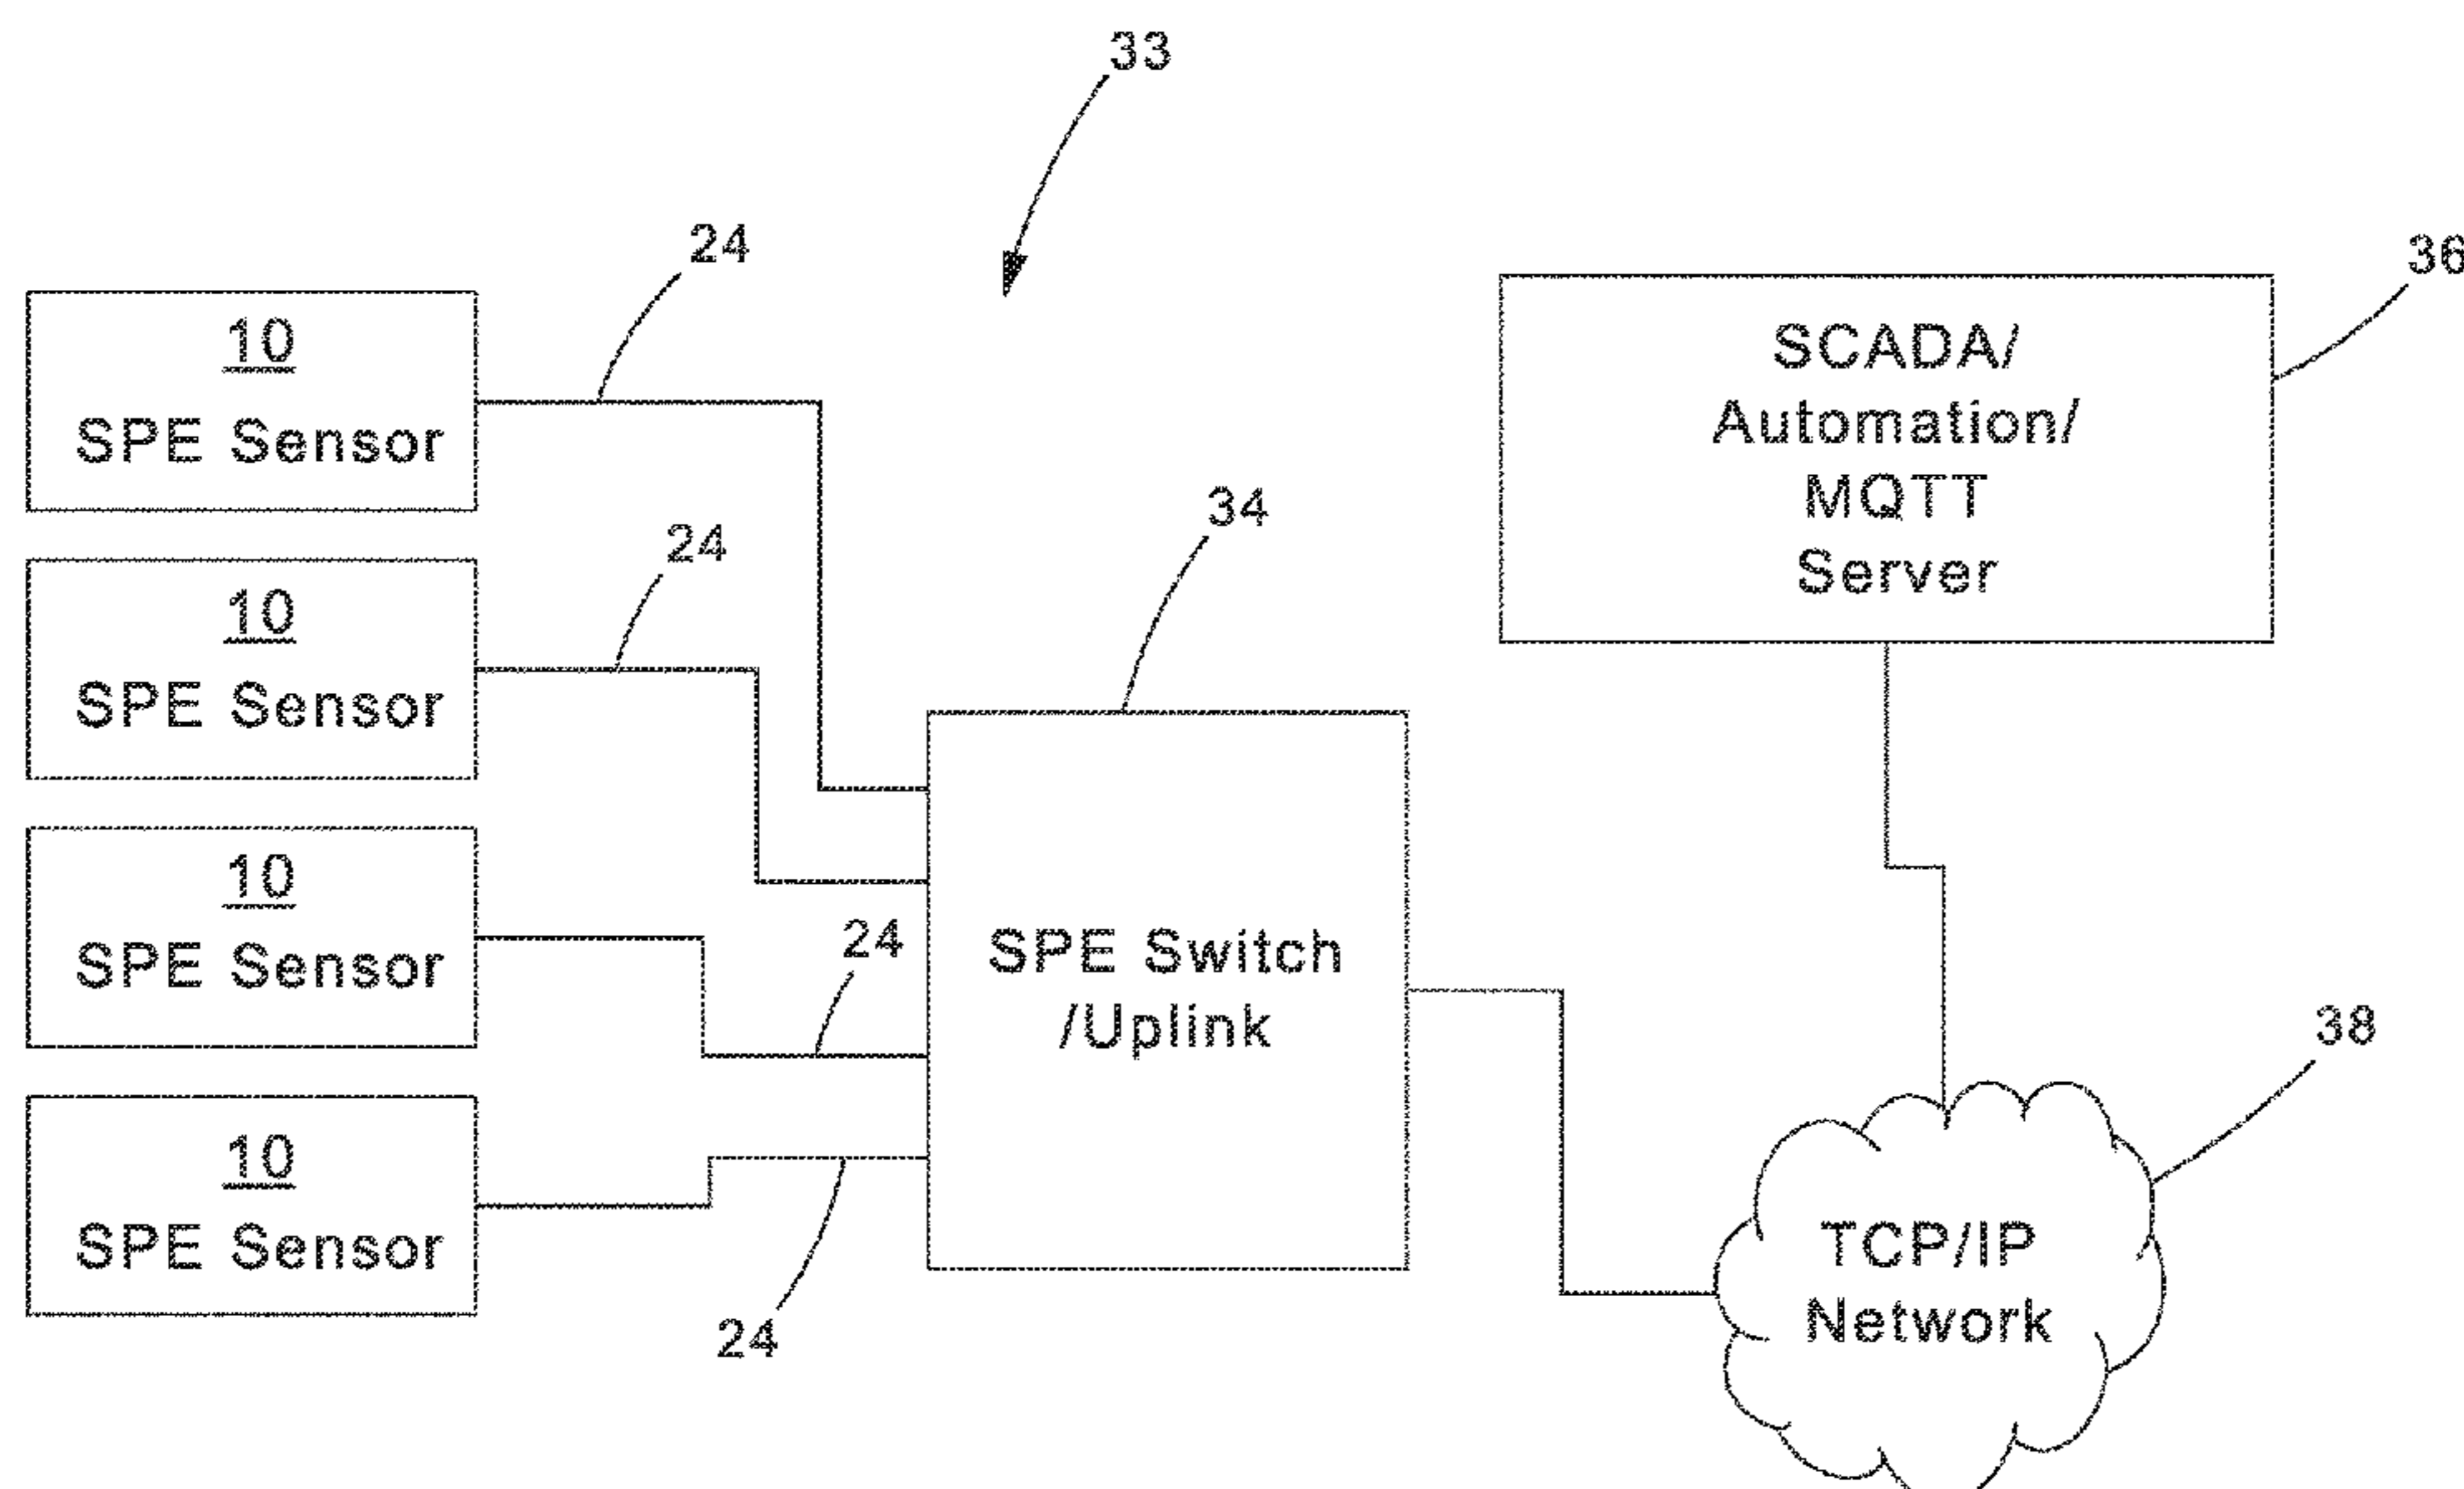 33
24
36
10
SPE Sensor
SCADA/
Automation/
MQTT
Server
34
24
10
SPE Sensor
10
SPE Sensor
24
SPE Switch
/Uplink
38
10
SPE Sensor
24
TCP/IP
Network